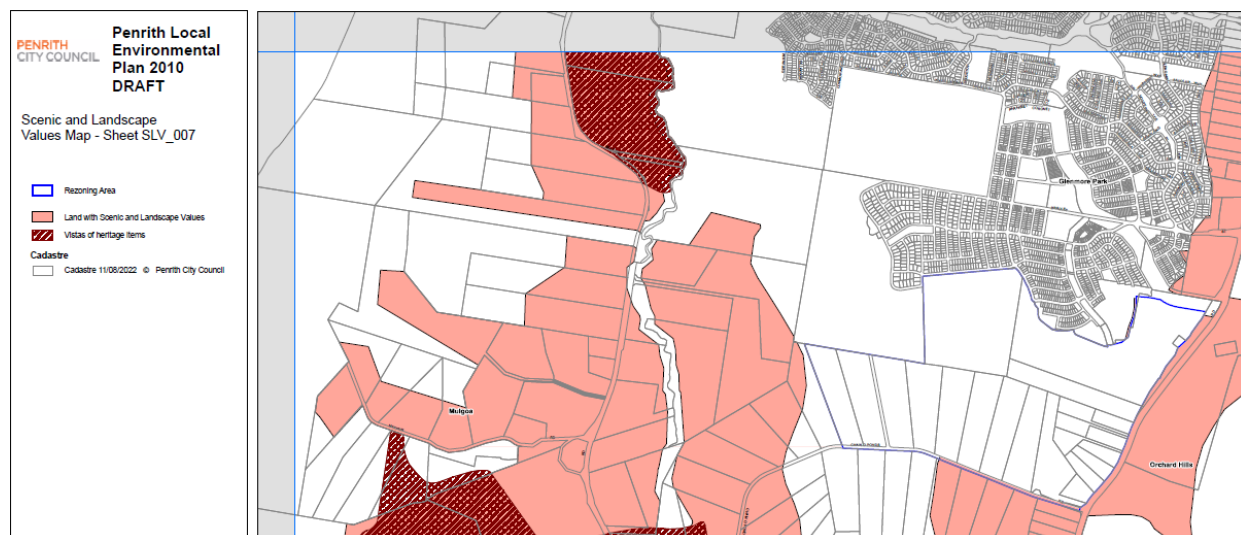 PENRITH
CITY COUNCIL
Penrith Local
Environmental
Plan 2010
DRAFT
Scenic and Landscape
Values Map - Sheet SLV_007
Rezoning Area
Land with Scenic and Landscape Values
Vistas of heritage items
Cadastre
Cadastre 11/08/2022 © Penrith City Council
Glenmore Park
Mulgoa
Orchard Hills